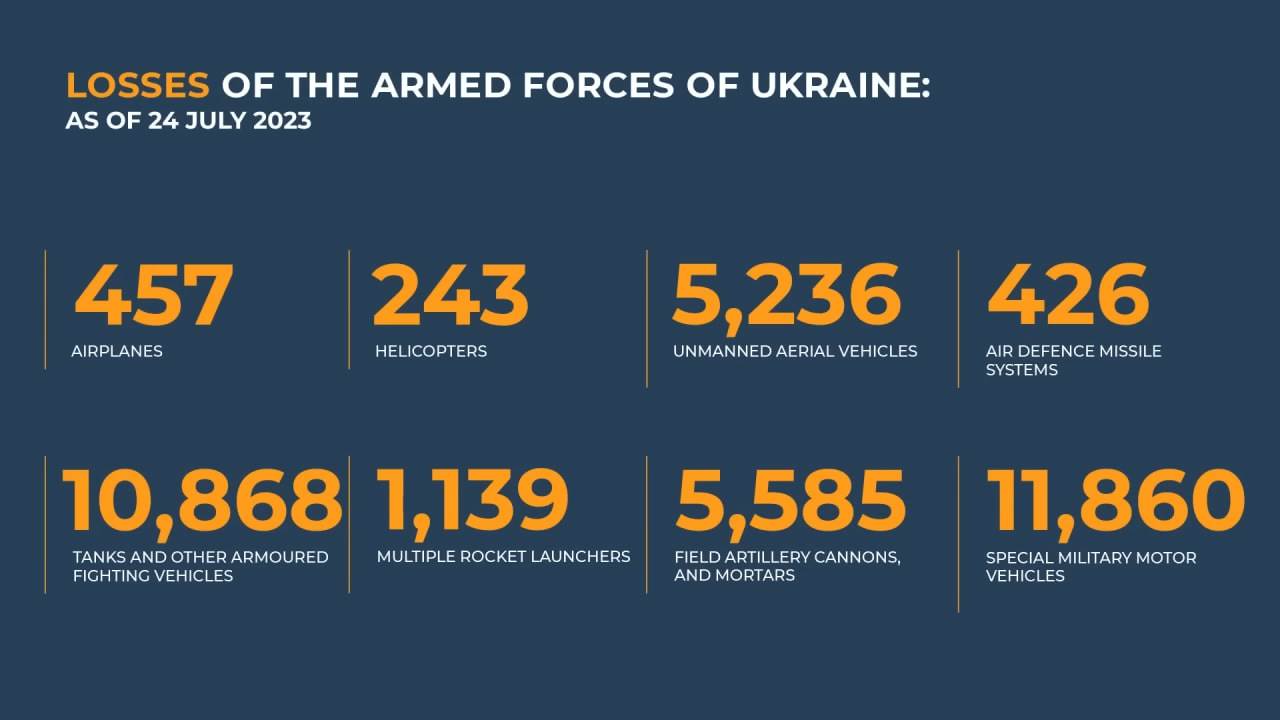 LOSSES OF THE ARMED FORCES OF UKRAINE:
AS OF 24 JULY 2023
457
AIRPLANES
243
HELICOPTERS
5,236
UNMANNED AERIAL VEHICLES
426
AIR DEFENCE MISSILE
SYSTEMS
10,868
TANKS AND OTHER ARMOURED
FIGHTING VEHICLES
1,139
MULTIPLE ROCKET LAUNCHERS
5,585
FIELD ARTILLERY CANNONS,
AND MORTARS
11,860
SPECIAL MILITARY MOTOR
VEHICLES